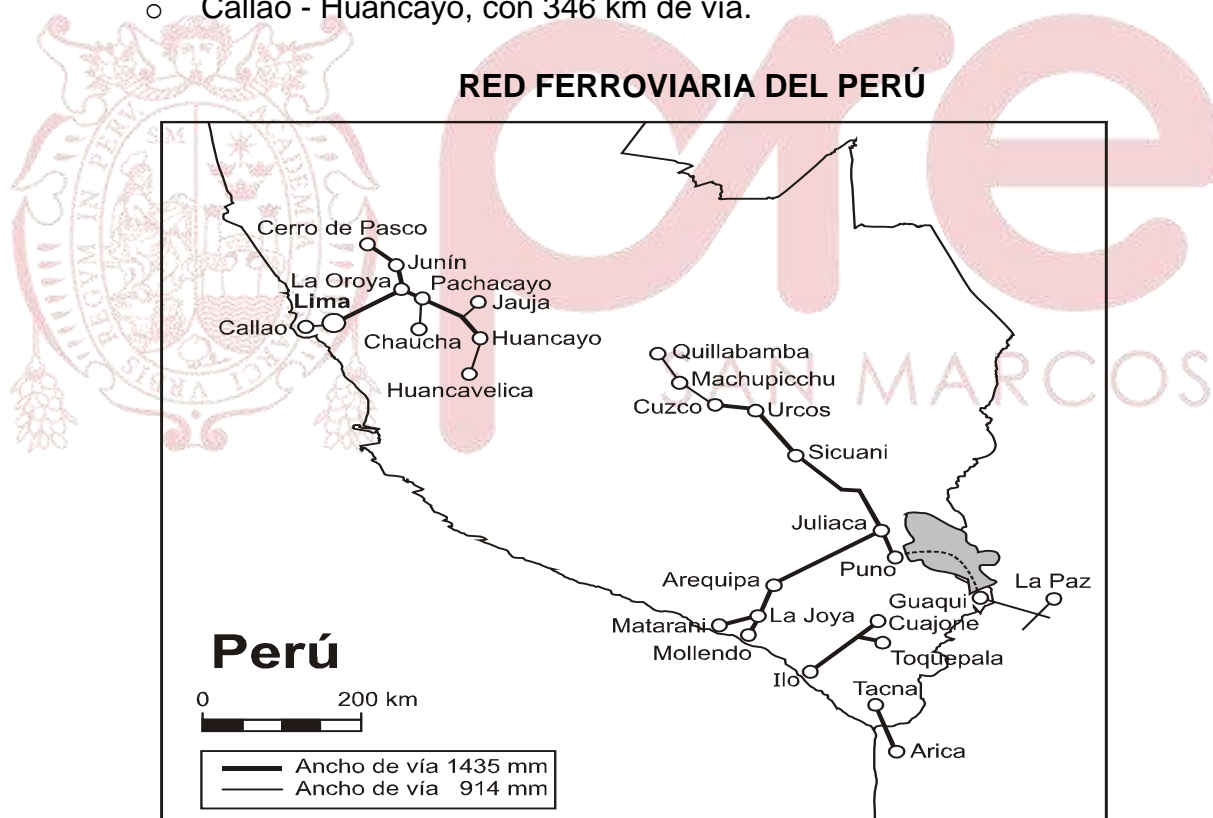 o Callao - Huancayo, con 346 km de vía.
RED FERROVIARIA DEL PERÚ
Cerro de Pasco
Junín
La Oroya
Pachacayo
Lima
Jauja
Callao
Chaucha
Huancayo
Huancavelica
Quillabamba
Machupicchu
Cuzco
Urcos
Sicuani
Juliaca
Puno
Arequipa
La Paz
Guaqui
La Joya
Cuajone
Matarani
Mollendo
Toquepala
Ilo
Tacna
Arica
Perú
0 200 km
Ancho de vía 1435 mm
Ancho de vía 914 mm
pre
SAN MARCOS
SM